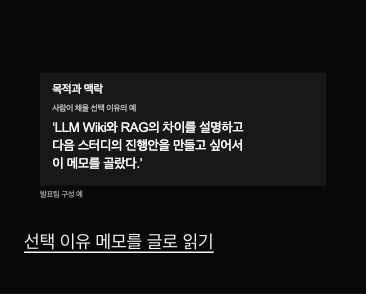 목적과 맥락
사람이 채울 선택 이유의 예
‘LLM Wiki와 RAG의 차이를 설명하고
다음 스터디의 진행안을 만들고 싶어서
이 메모를 골랐다.’
발표팀 구성 예
선택 이유 메모를 글로 읽기